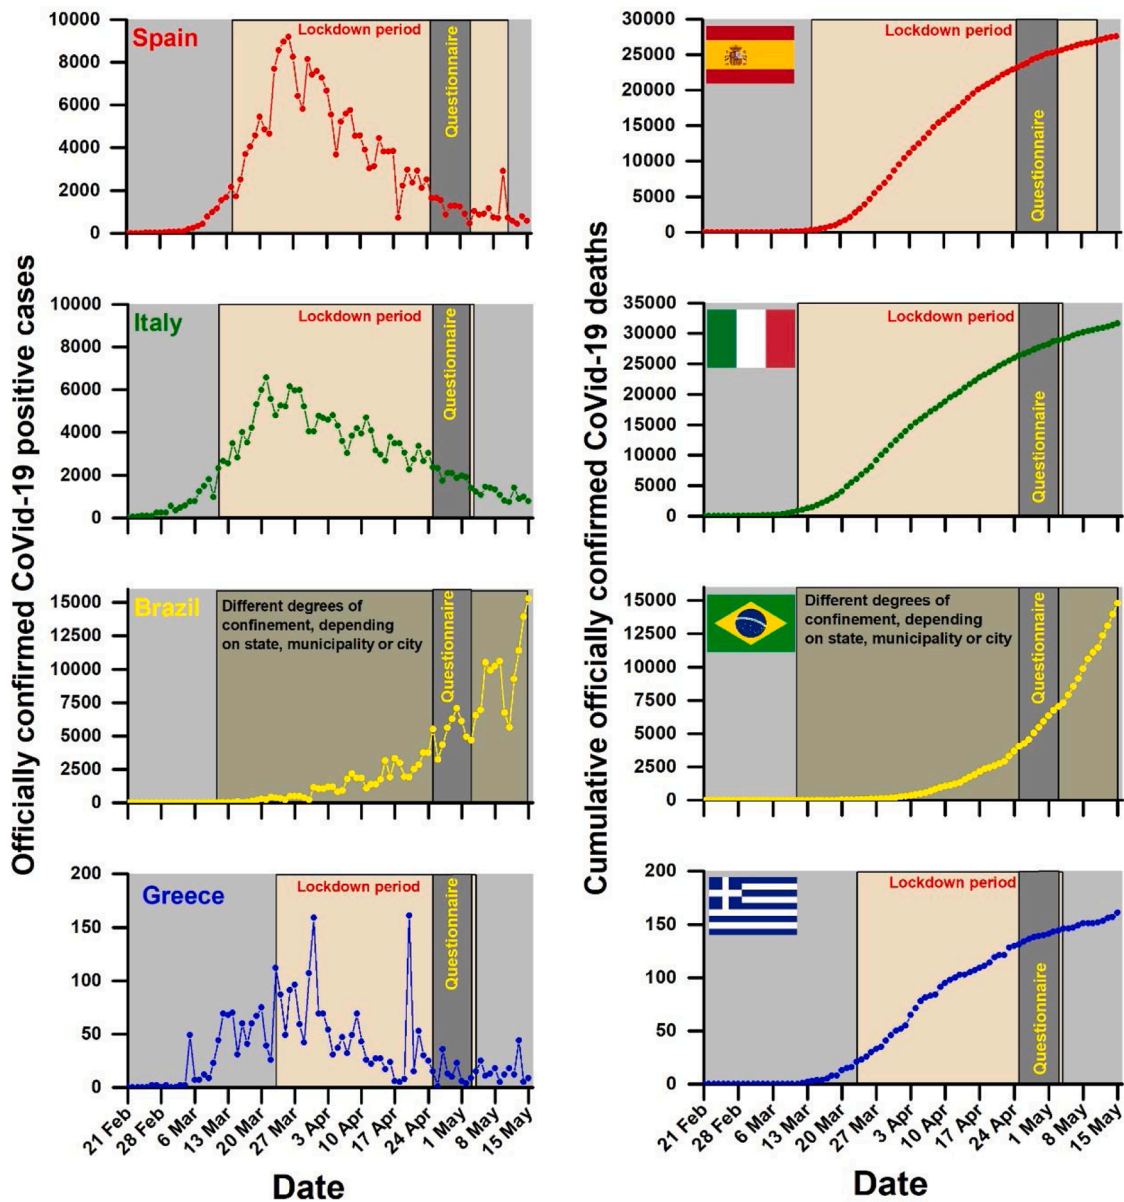 Officially confirmed CoVid-19 positive cases
Spain
Lockdown period
Questionnaire
10000
8000
6000
4000
2000
0
Italy
Lockdown period
Questionnaire
10000
8000
6000
4000
2000
0
Brazil
Different degrees of
confinement, depending
on state, municipality or city
Questionnaire
15000
12500
10000
7500
5000
2500
0
Greece
Lockdown period
Questionnaire
200
150
100
50
0
21 Feb
28 Feb
6 Mar
13 Mar
20 Mar
27 Mar
3 Apr
10 Apr
17 Apr
24 Apr
1 May
8 May
15 May
Date
Cumulative officially confirmed CoVid-19 deaths
Lockdown period
Questionnaire
30000
25000
20000
15000
10000
5000
0
Lockdown period
Questionnaire
35000
30000
25000
20000
15000
10000
5000
0
Different degrees of
confinement, depending
on state, municipality or city
Questionnaire
15000
12500
10000
7500
5000
2500
0
Lockdown period
Questionnaire
200
150
100
50
0
21 Feb
28 Feb
6 Mar
13 Mar
20 Mar
27 Mar
3 Apr
10 Apr
17 Apr
24 Apr
1 May
8 May
15 May
Date